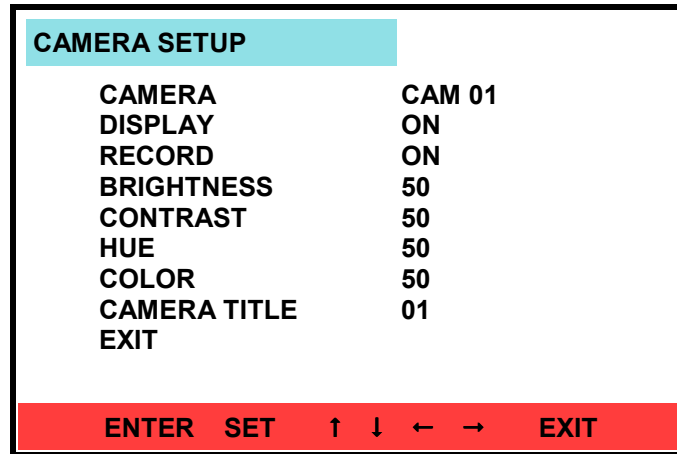 CAMERA SETUP
CAMERA CAM 01
DISPLAY ON
RECORD ON
BRIGHTNESS 50
CONTRAST 50
HUE 50
COLOR 50
CAMERA TITLE 01
EXIT
ENTER SET ↑ ↓ ← → EXIT